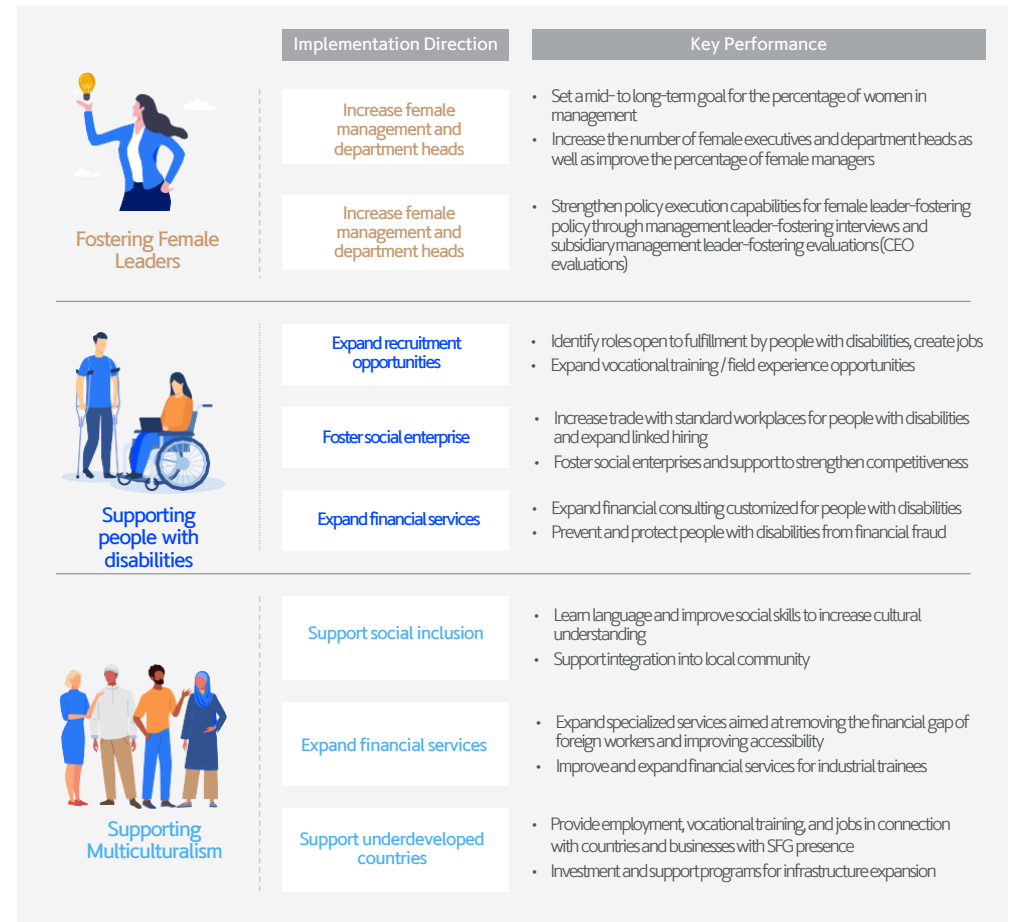 Implementation Direction
Key Performance
Fostering Female
Leaders
Increase female
management and
department heads
• Set a mid- to long-term goal for the percentage of women in
management
• Increase the number of female executives and department heads as
well as improve the percentage of female managers
Increase female
management and
department heads
• Strengthen policy execution capabilities for female leader-fostering
policy through management leader-fostering interviews and
subsidiary management leader-fostering evaluations (CEO
evaluations)
Supporting
people with
disabilities
Expand recruitment
opportunities
• Identify roles open to fulfillment by people with disabilities, create jobs
• Expand vocational training / field experience opportunities
Foster social enterprise
• Increase trade with standard workplaces for people with disabilities
and expand linked hiring
• Foster social enterprises and support to strengthen competitiveness
Expand financial services
• Expand financial consulting customized for people with disabilities
• Prevent and protect people with disabilities from financial fraud
Supporting
Multiculturalism
Support social inclusion
• Learn language and improve social skills to increase cultural
understanding
• Support integration into local community
Expand financial services
• Expand specialized services aimed at removing the financial gap of
foreign workers and improving accessibility
• Improve and expand financial services for industrial trainees
Support underdeveloped
countries
• Provide employment, vocational training, and jobs in connection
with countries and businesses with SFG presence
• Investment and support programs for infrastructure expansion